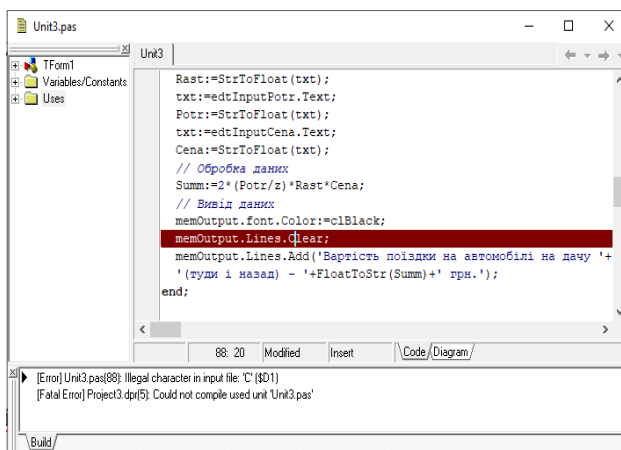 Unit3.pas
TForm1
Variables/Constants
Uses
Unit3
Rast:=StrToFloat(txt);
txt:=edtInputPotr.Text;
Potr:=StrToFloat(txt);
txt:=edtInputCena.Text;
Cena:=StrToFloat(txt);
// Обробка даних
Summ:=2*(Potr/z)*Rast*Cena;
// Вивід даних
memOutput.font.Color:=clBlack;
memOutput.Lines.Сlear;
memOutput.Lines.Add('Вартість поїздки на автомобілі на дачу '+
'(туди і назад) - '+FloatToStr(Summ)+' грн.');
end;
88: 20 Modified Insert Code Diagram
[Error] Unit3.pas(88): Illegal character in input file: 'С' ($D1)
[Fatal Error] Project3.dpr(5): Could not compile used unit 'Unit3.pas'
Build